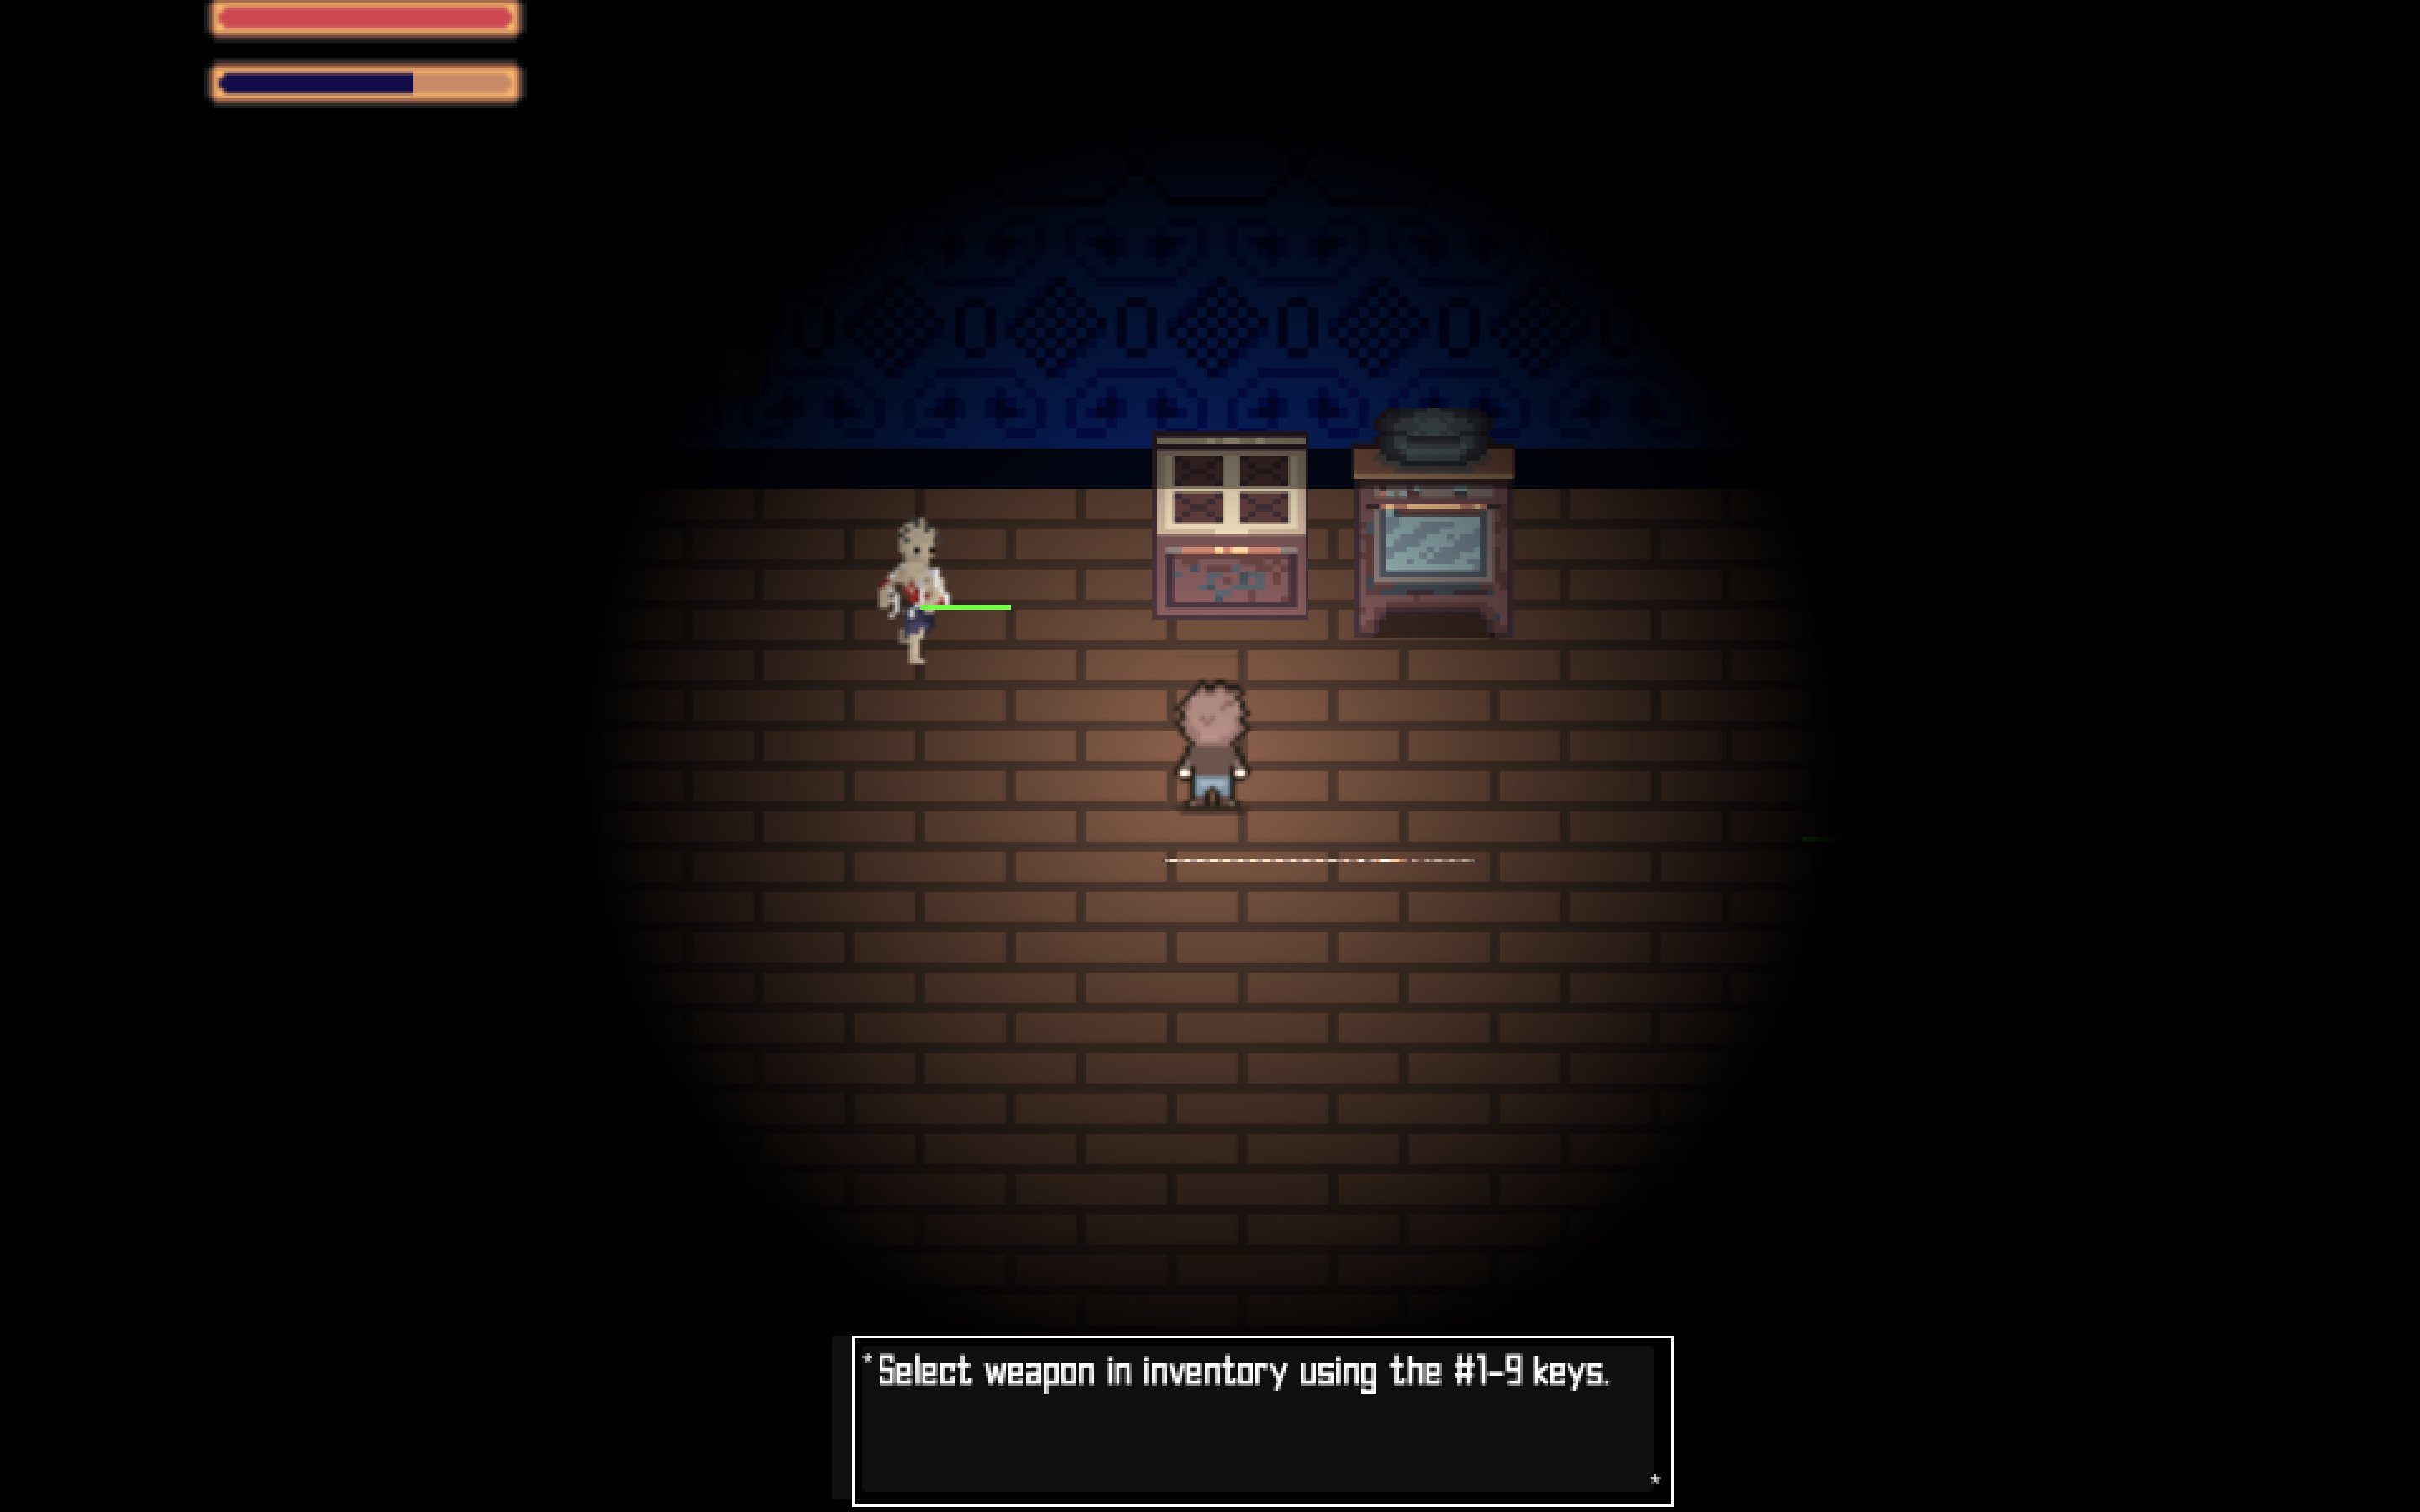 *Select weapon in inventory using the #1-9 keys.
*